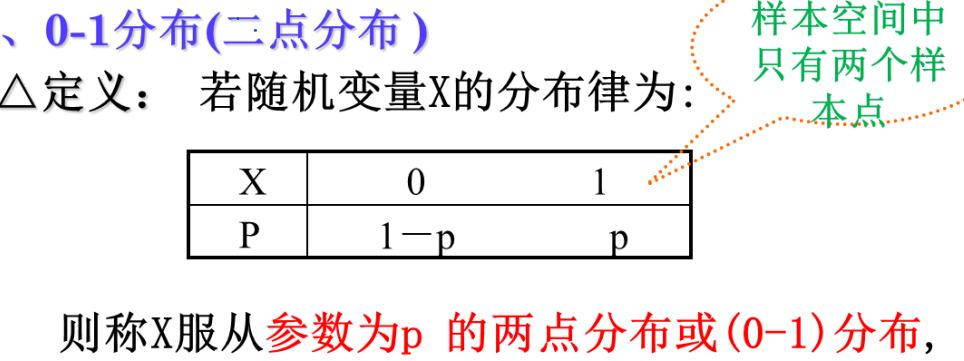 、0-1分布(二点分布)
样本空间中
只有两个样
本点
△定义： 若随机变量X的分布律为:
X 0 1
P 1－p p
则称X服从参数为p 的两点分布或(0-1)分布,